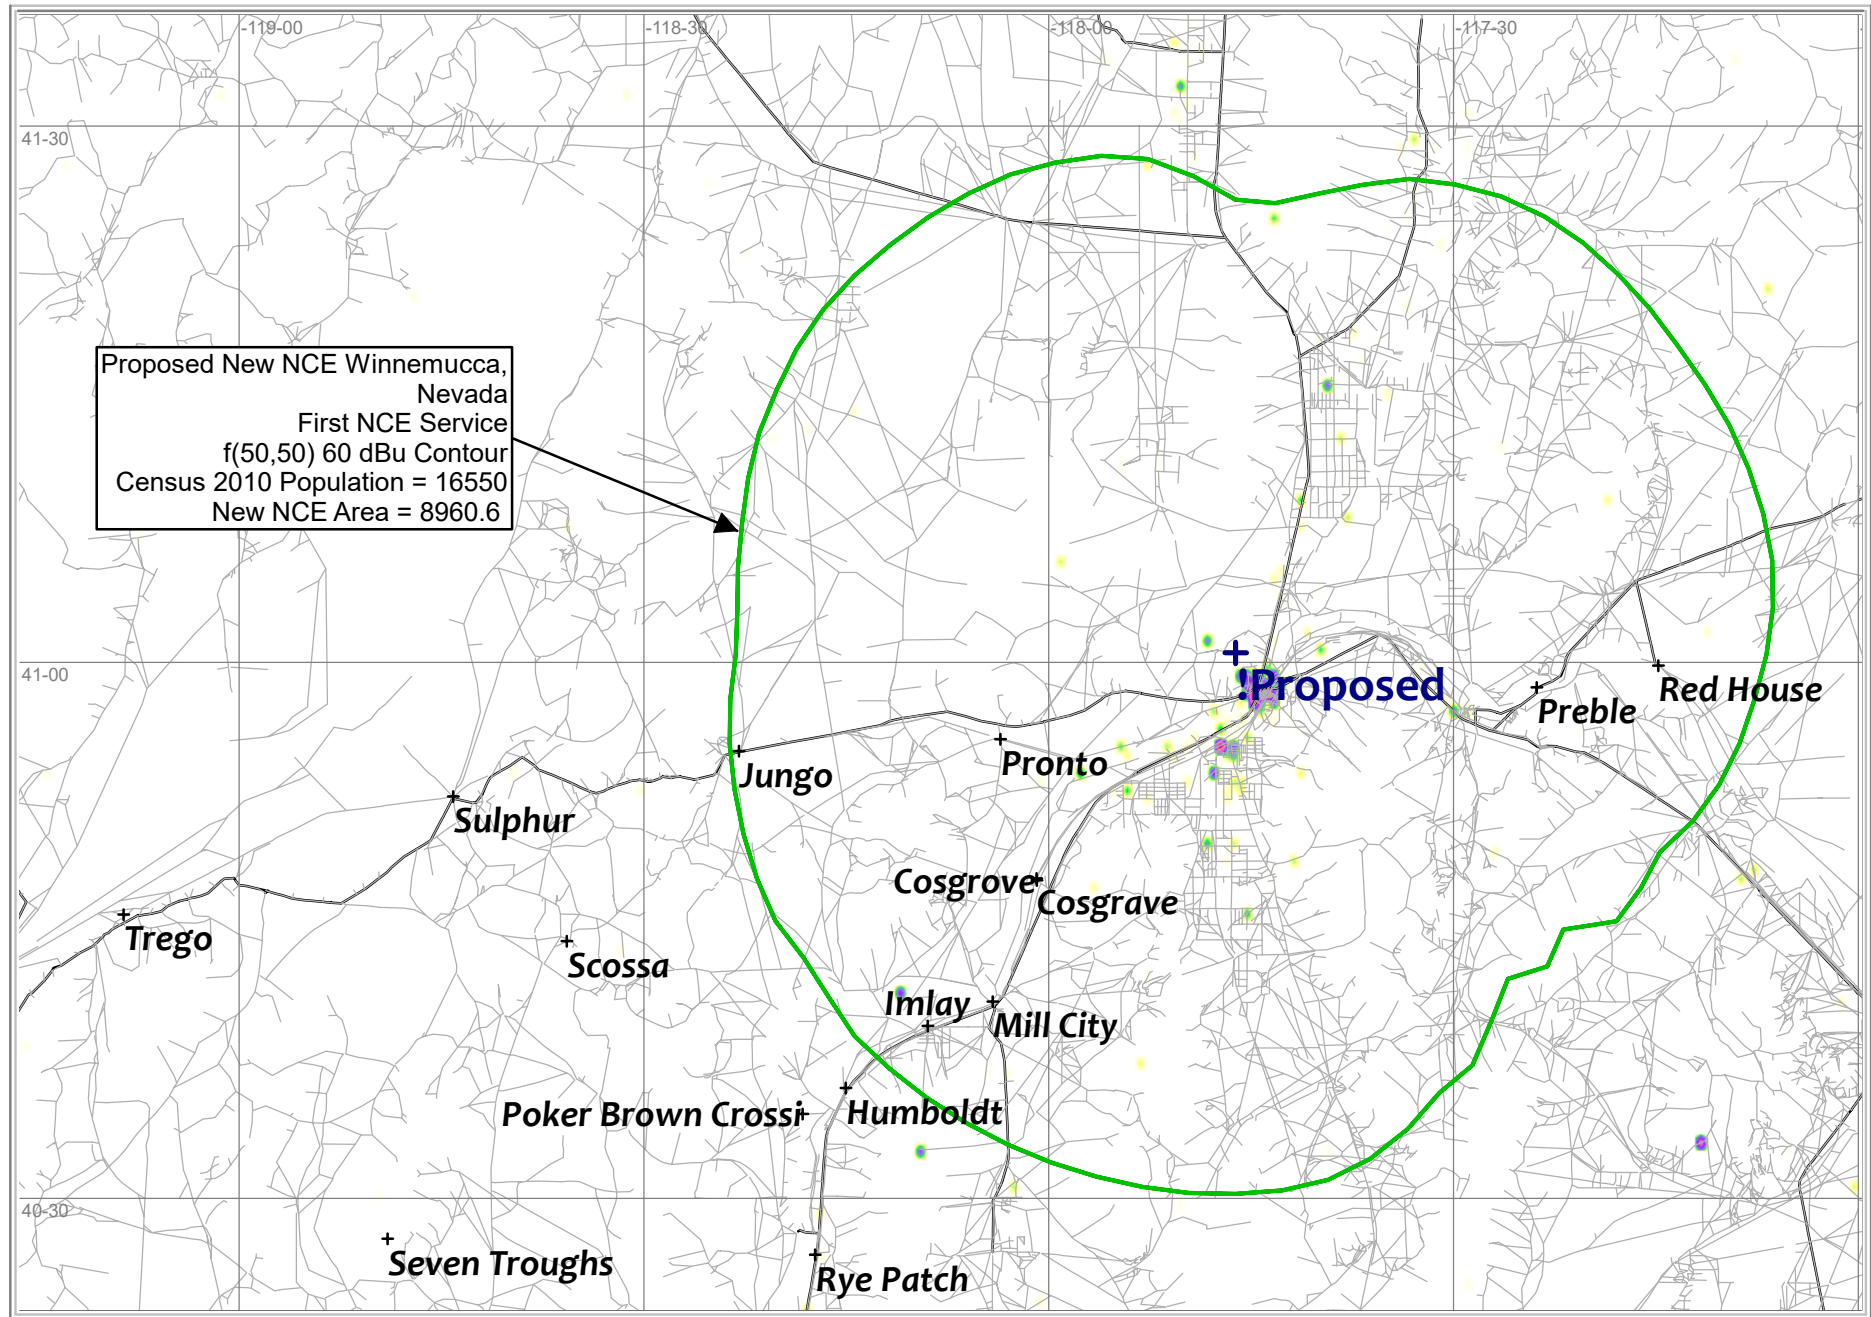 -119-00
-118-30
-118-00
-117-30
41-30
Proposed New NCE Winnemucca,
Nevada
First NCE Service
f(50,50) 60 dBu Contour
Census 2010 Population = 16550
New NCE Area = 8960.6
41-00
!Proposed
Red House
Preble
Pronto
Jungo
Sulphur
Cosgrove
Cosgrave
Trego
Scossa
Imlay
Mill City
Poker Brown Crossi
Humboldt
40-30
Seven Troughs
Rye Patch